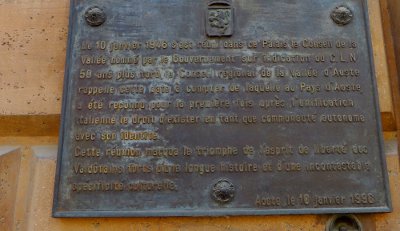 Le 10 janvier 1946 s'est réuni dans ce Palais le Conseil de la
Vallée nommé par le Gouvernement sur indication du C.L.N
50 ans plus tard le Conseil régional de la Vallée d'Aoste
rappelle cette date à compter de laquelle au Pays d'Aoste
a été reconnu pour la première fois après l'unification
italienne le droit d'exister en tant que communauté autonome
avec son identité.
Cette réunion marqua le triomphe de l'esprit de liberté des
Valdôtains forts d'une longue histoire et d'une incontestable
spécificité culturelle.
Aoste le 10 janvier